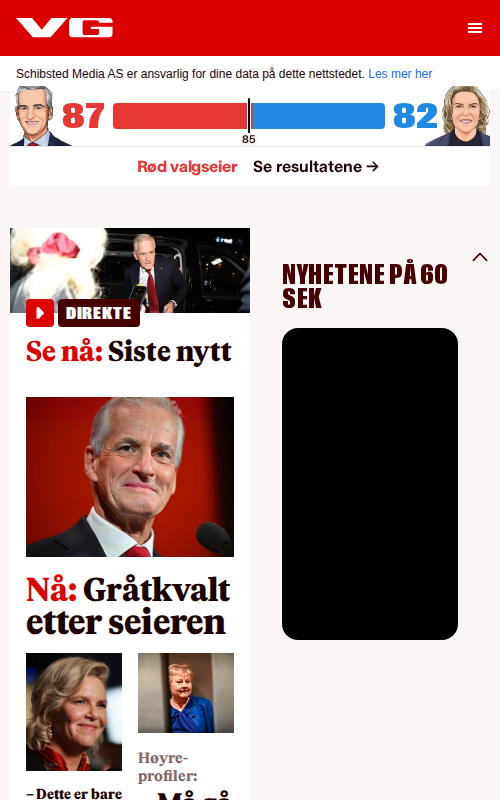 VG
Schibsted Media AS er ansvarlig for dine data på dette nettstedet. Les mer her
87
82
85
Rød valgseier Se resultatene →
DIREKTE
Se nå: Siste nytt
NYHETENE PÅ 60
SEK
Nå: Gråtkvalt
etter seieren
– Dette er bare
Høyre-
profiler:
– Må gå